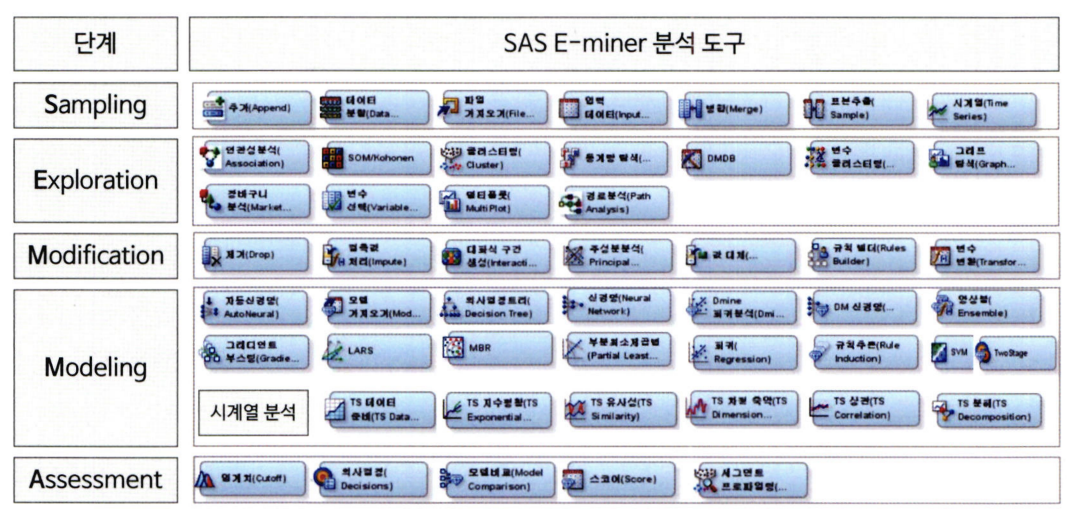 단계
SAS E-miner 분석 도구
Sampling
추가(Append)
데이터
분할(Data...
파일
가져오기(File...
입력
데이터(Input...
병합(Merge)
표본추출(
Sample)
시계열(Time
Series)
Exploration
연관성분석(
Association)
SOM/Kohonen
클러스터링(
Cluster)
통계량 탐색(...
DMDB
변수
클러스터링(...
그래프
탐색(Graph...
장바구니
분석(Market...
변수
선택(Variable...
멀티플롯(
MultiPlot)
경로분석(Path
Analysis)
Modification
제거(Drop)
결측값
처리(Impute)
대화식 구간
생성(Interacti...
주성분분석(
Principal...
값 대체(...
규칙 빌더(Rules
Builder)
변수
변환(Transfor...
Modeling
자동신경망(
AutoNeural)
모델
가져오기(Mod...
의사결정트리(
Decision Tree)
신경망(Neural
Network)
Dmine
회귀분석(Dmi...
DM 신경망(...
앙상블(
Ensemble)
그래디언트
부스팅(Gradie...
LARS
MBR
부분최소제곱법
(Partial Least...
회귀(
Regression)
규칙추론(Rule
Induction)
SVM
TwoStage
시계열 분석
TS 데이터
준비(TS Data...
TS 지수평활(TS
Exponential...
TS 유사성(TS
Similarity)
TS 차원 축약(TS
Dimension...
TS 상관(TS
Correlation)
TS 분해(TS
Decomposition)
Assessment
임계치(Cutoff)
의사결정(
Decisions)
모델비교(Model
Comparison)
스코어(Score)
세그먼트
프로파일링(...